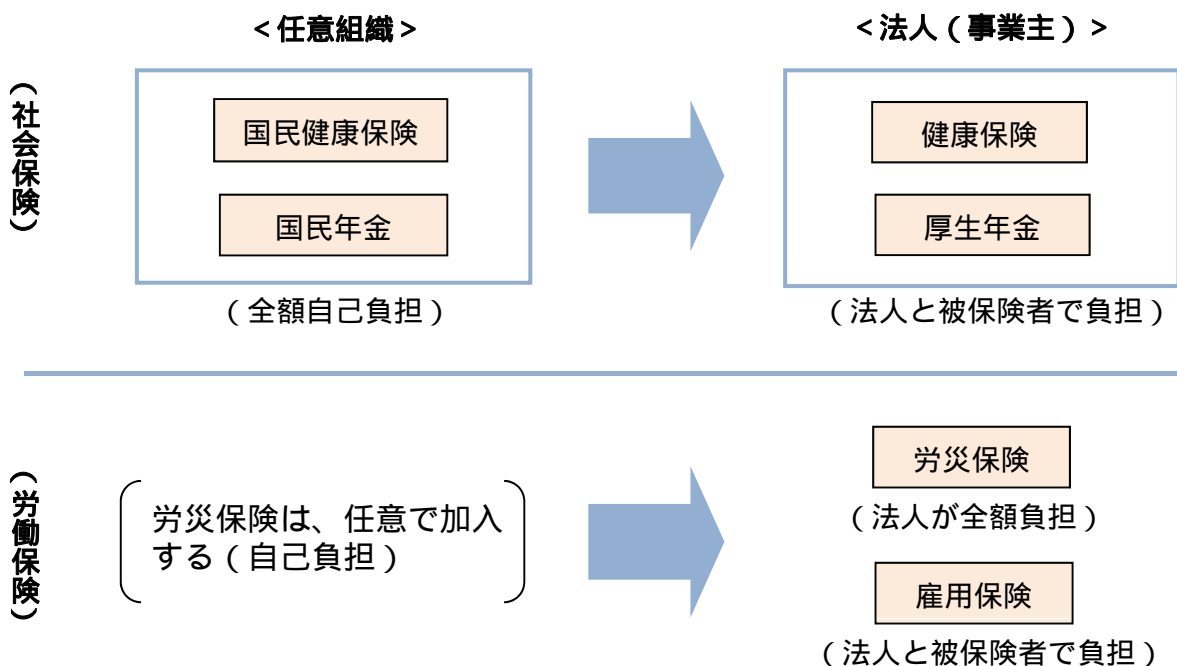 ＜任意組織＞
＜法人（事業主）＞
（社会保険）
国民健康保険
国民年金
（全額自己負担）
健康保険
厚生年金
（法人と被保険者で負担）
（労働保険）
労災保険は、任意で加入
する（自己負担）
労災保険
（法人が全額負担）
雇用保険
（法人と被保険者で負担）